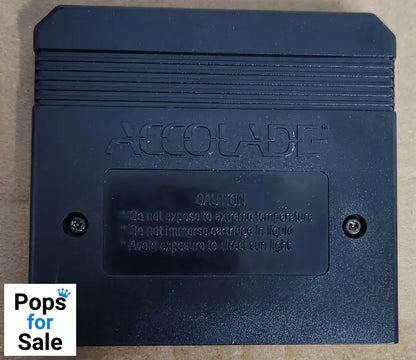 ACCOLADE
CAUTION
* Do not expose to extreme temperature
* Do not immerse cartridge in liquid
* Avoid exposure to direct sun light
Pops
for
Sale